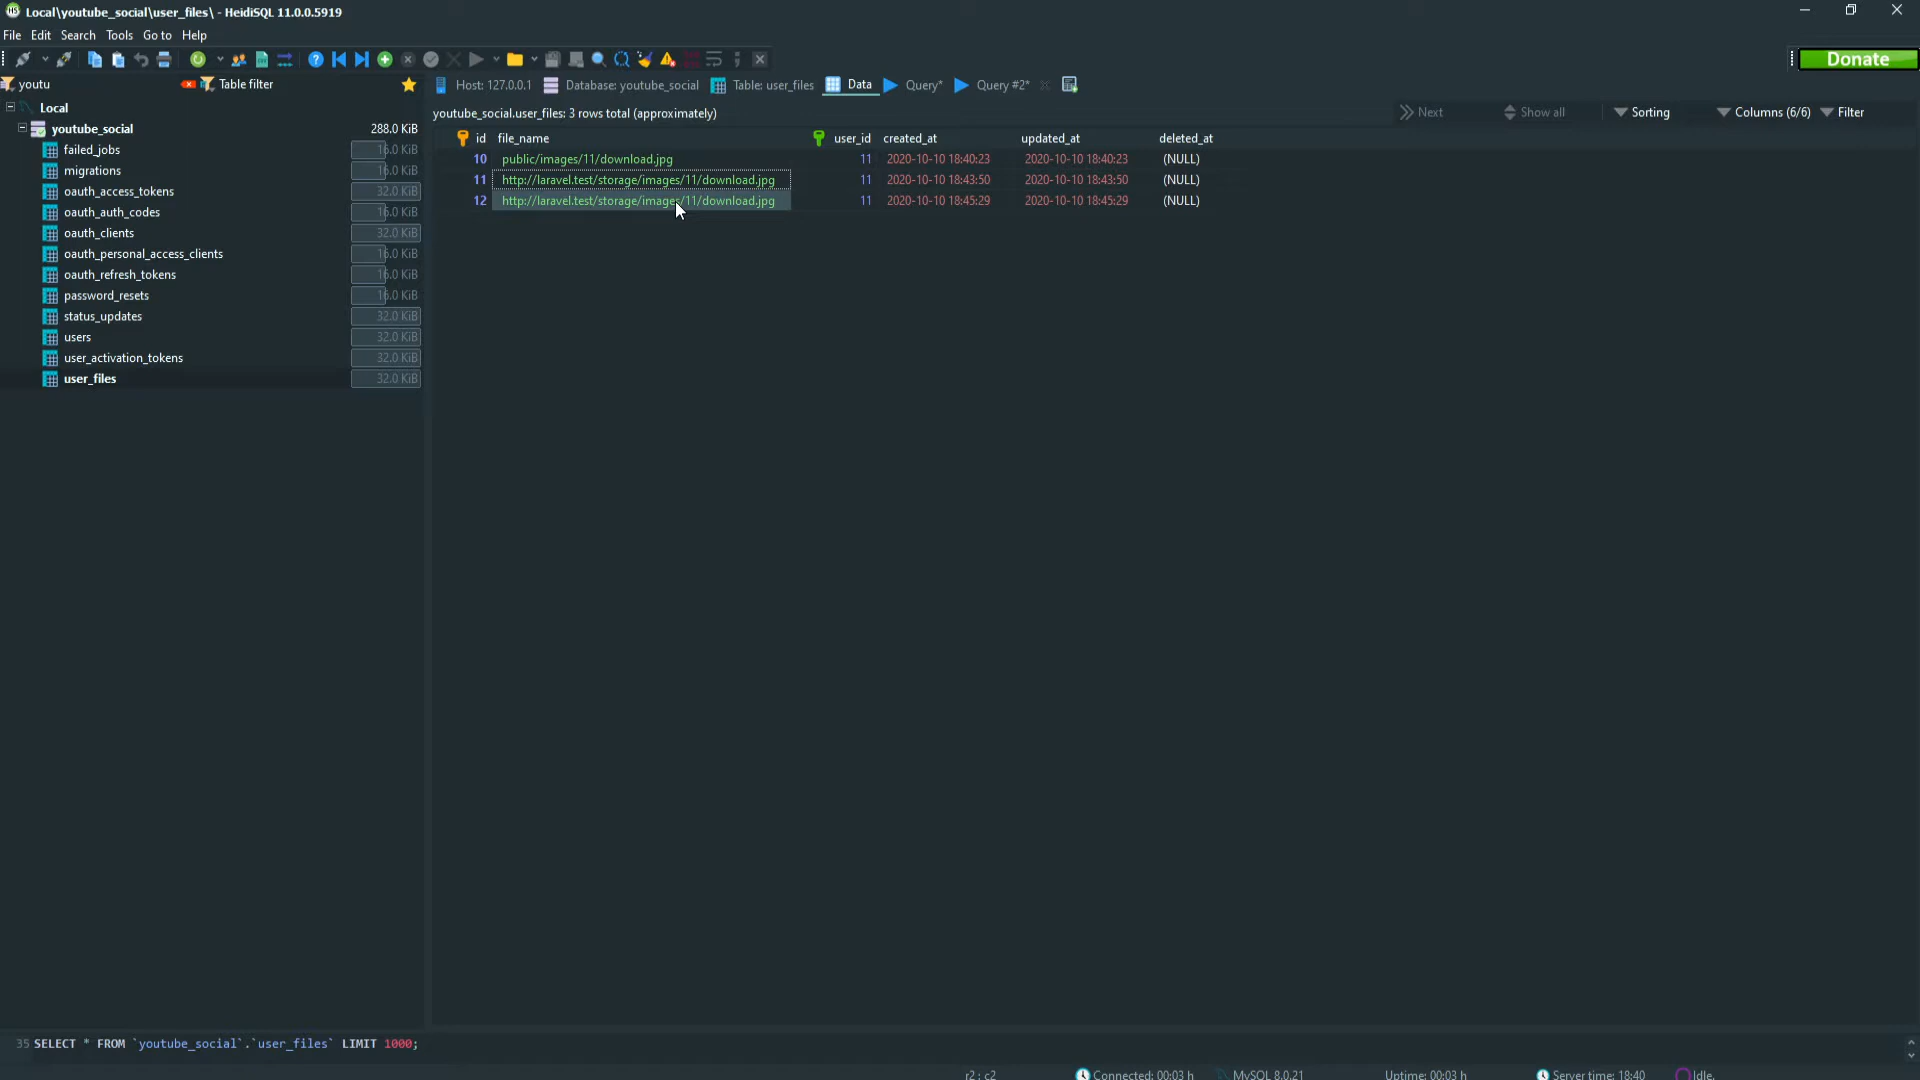 Local\youtube_social\user_files\ - HeidiSQL 11.0.0.5919
File Edit Search Tools Go to Help
Donate
youtu Table filter Host: 127.0.0.1 Database: youtube_social Table: user_files Data Query* Query #2*
Local
youtube_social 288.0 KiB
failed_jobs 16.0 KiB
migrations 16.0 KiB
oauth_access_tokens 32.0 KiB
oauth_auth_codes 16.0 KiB
oauth_clients 32.0 KiB
oauth_personal_access_clients 16.0 KiB
oauth_refresh_tokens 16.0 KiB
password_resets 16.0 KiB
status_updates 32.0 KiB
users 32.0 KiB
user_activation_tokens 32.0 KiB
user_files 32.0 KiB
youtube_social.user_files: 3 rows total (approximately) Next Show all Sorting Columns (6/6) Filter
id file_name user_id created_at updated_at deleted_at
10 public/images/11/download.jpg 11 2020-10-10 18:40:23 2020-10-10 18:40:23 (NULL)
11 http://laravel.test/storage/images/11/download.jpg 11 2020-10-10 18:43:50 2020-10-10 18:43:50 (NULL)
12 http://laravel.test/storage/images/11/download.jpg 11 2020-10-10 18:45:29 2020-10-10 18:45:29 (NULL)
35 SELECT * FROM `youtube_social`.`user_files` LIMIT 1000;
r2 : c2 Connected: 00:03 h MySQL 8.0.21 Uptime: 00:03 h Server time: 18:40 Idle.